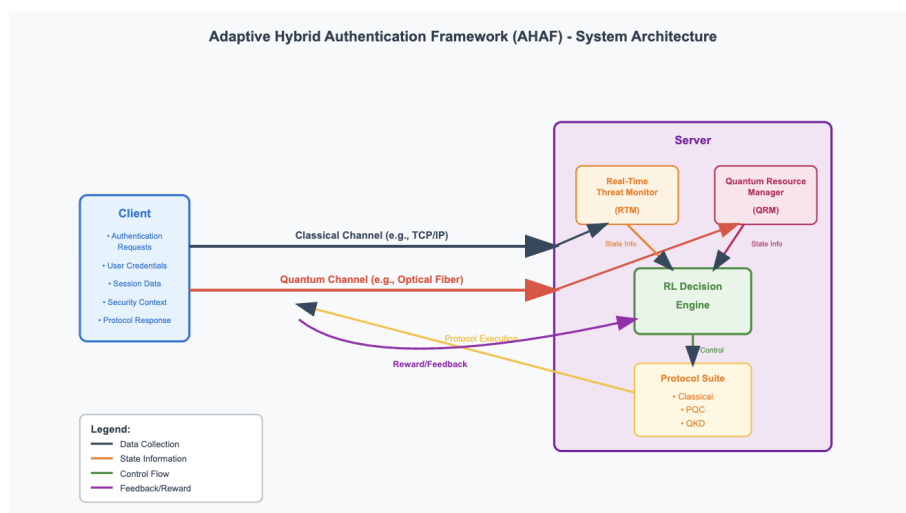 Adaptive Hybrid Authentication Framework (AHAF) - System Architecture
Server
Real-Time
Threat Monitor
(RTM)
Quantum Resource
Manager
(QRM)
Client
• Authentication
Requests
• User Credentials
• Session Data
• Security Context
• Protocol Response
Classical Channel (e.g., TCP/IP)
Quantum Channel (e.g., Optical Fiber)
State Info
State Info
RL Decision
Engine
Protocol Execution
Reward/Feedback
Control
Protocol Suite
• Classical
• PQC
• QKD
Legend:
Data Collection
State Information
Control Flow
Feedback/Reward